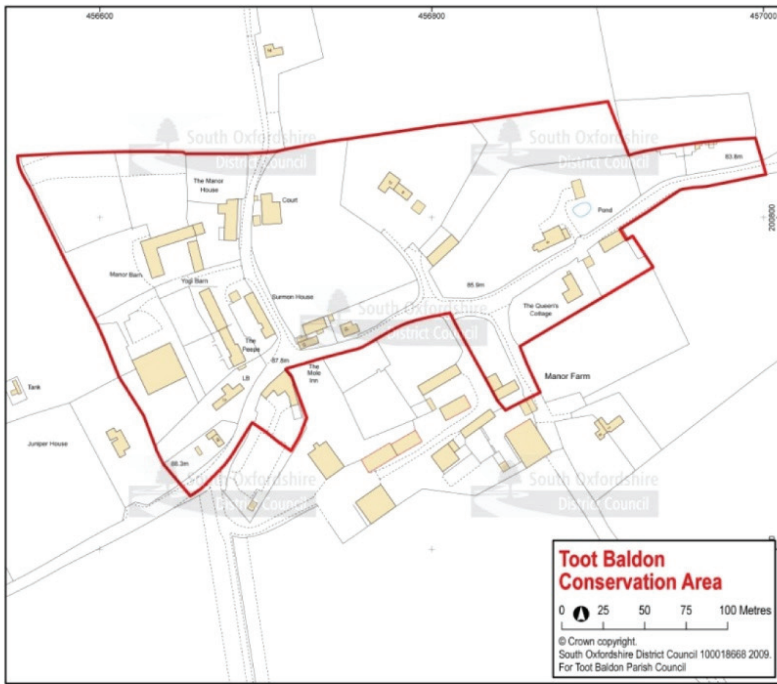 456600
456800
457000
South Oxfordshire
District Council
South Oxfordshire
District Council
83.8m
The Manor
House
Court
200800
Pond
Manor Barn
Yogi Barn
85.9m
Surmon House
South Oxfordshire
District Council
The Queen's
Cottage
The
Peeps
87.8m
The
Mole
Inn
LB
Manor Farm
Tank
Juniper House
88.3m
South Oxfordshire
District Council
South Oxfordshire
District Council
Toot Baldon
Conservation Area
0 25 50 75 100 Metres
© Crown copyright.
South Oxfordshire District Council 100018668 2009.
For Toot Baldon Parish Council